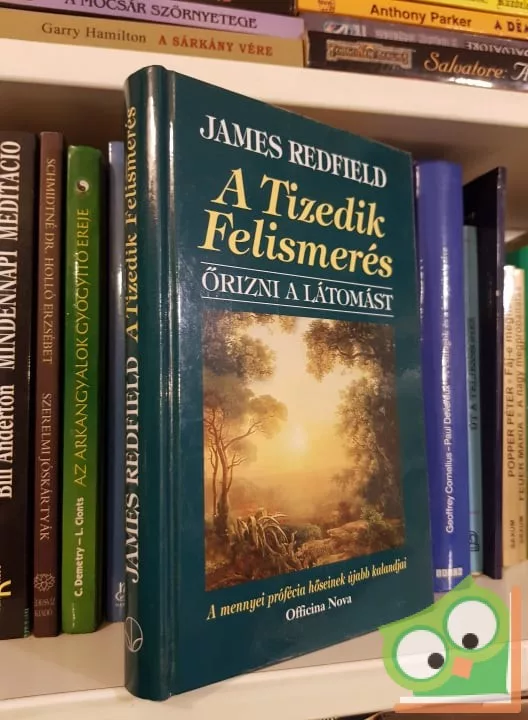 A MOCSÁR SZÖRNYETEGE
Garry Hamilton A SÁRKÁNY VÉRE
Anthony Parker A DÉM
Salvatore:
JAMES REDFIELD
A Tizedik
Felismerés
ŐRIZNI A LÁTOMÁST
A mennyei prófécia hőseinek újabb kalandjai
Officina Nova
JAMES REDFIELD A Tizedik Felismerés
Bill Anderton MINDENNAPI MEDITÁCIÓ
SCHMIDTNÉ DR. HOLLÓ ERZSÉBET SZERELMI JÓSKÁRTYÁK
C. Demetry – L. Clonts AZ ARKANGYALOK GYÓGYÍTÓ EREJE
Geoffrey Cornelius – Paul Devereux
POPPER PÉTER